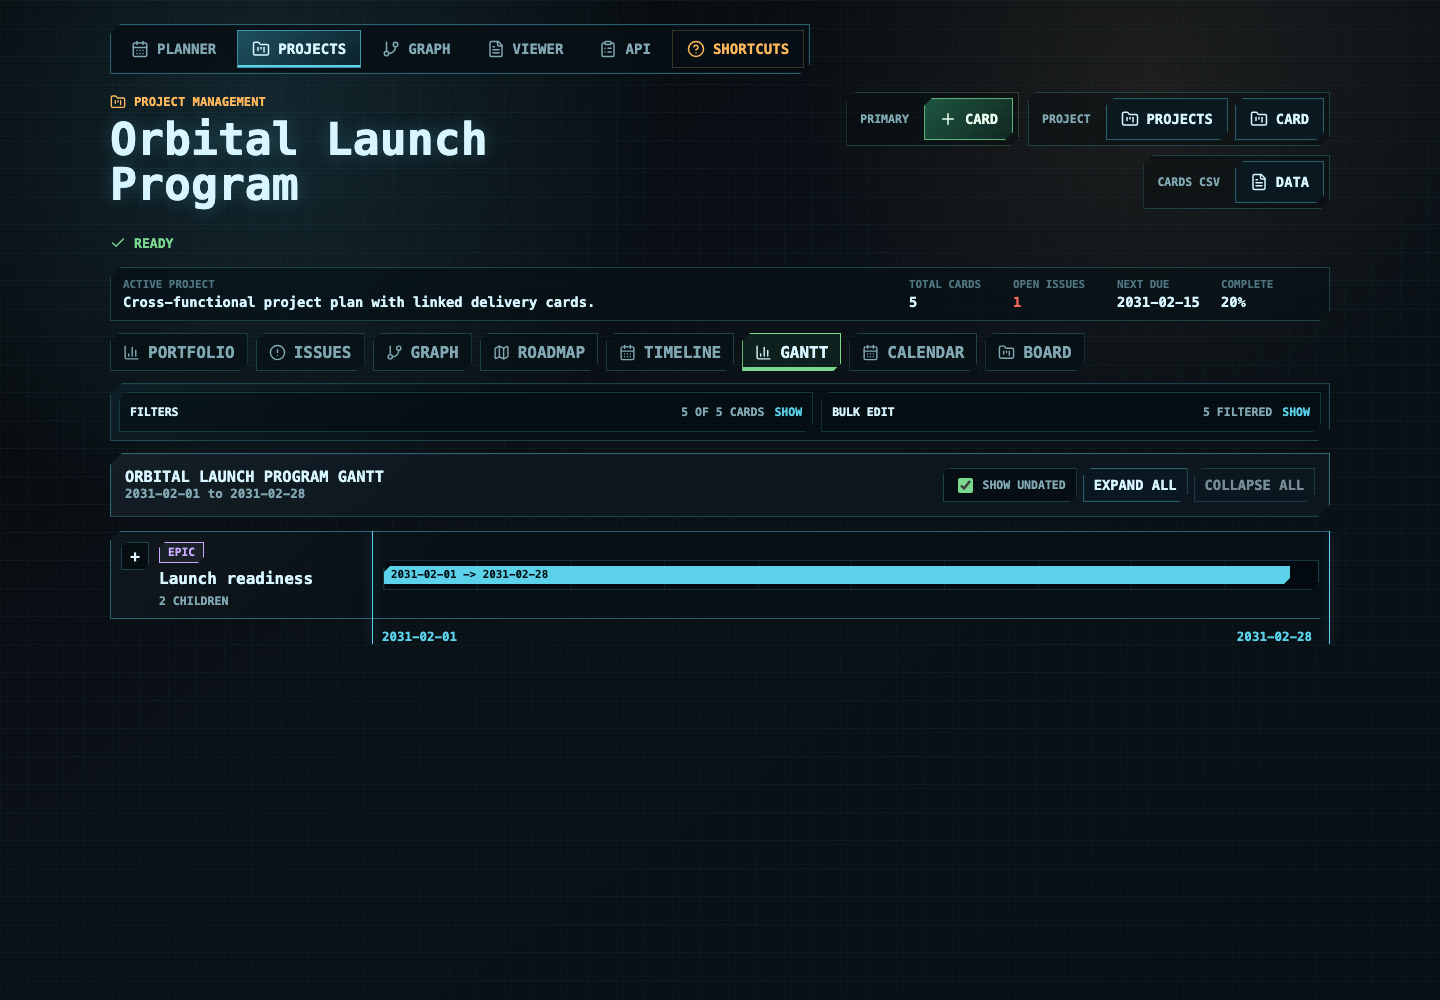 PLANNER PROJECTS GRAPH VIEWER API SHORTCUTS
PROJECT MANAGEMENT
Orbital Launch
Program
PRIMARY + CARD PROJECT PROJECTS CARD
CARDS CSV DATA
READY
ACTIVE PROJECT TOTAL CARDS OPEN ISSUES NEXT DUE COMPLETE
Cross-functional project plan with linked delivery cards. 5 1 2031-02-15 20%
PORTFOLIO ISSUES GRAPH ROADMAP TIMELINE GANTT CALENDAR BOARD
FILTERS 5 OF 5 CARDS SHOW BULK EDIT 5 FILTERED SHOW
ORBITAL LAUNCH PROGRAM GANTT
2031-02-01 to 2031-02-28
SHOW UNDATED EXPAND ALL COLLAPSE ALL
+ EPIC
Launch readiness
2 CHILDREN
2031-02-01 -> 2031-02-28
2031-02-01 2031-02-28